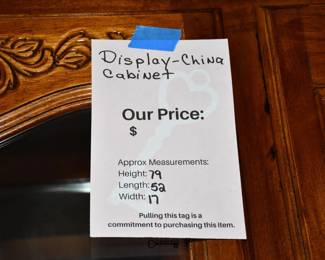 Display-China
Cabinet
Our Price:
$
Approx Measurements:
Height: 79
Length: 52
Width: 17
Pulling this tag is a
commitment to purchasing this item.